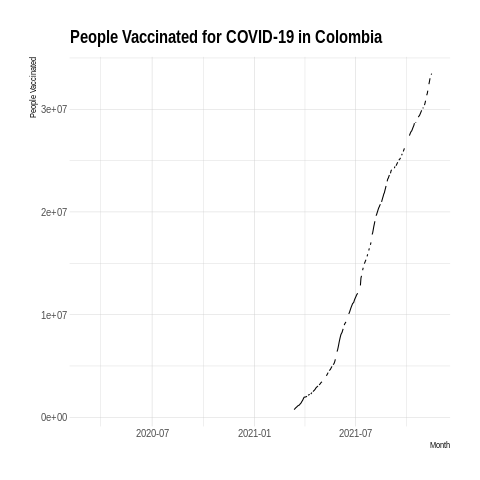 People Vaccinated for COVID-19 in Colombia
People Vaccinated
3e+07
2e+07
1e+07
0e+00
2020-07 2021-01 2021-07
Month